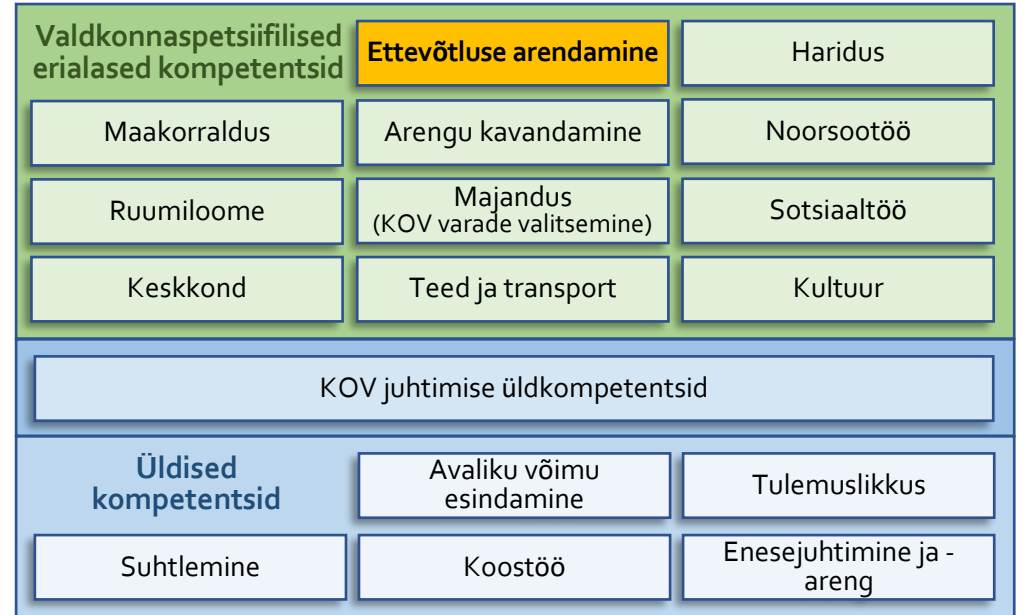 Valdkonnaspetsiifilised
erialased kompetentsid
Ettevõtluse arendamine
Haridus
Maakorraldus
Arengu kavandamine
Noorsootöö
Ruumiloome
Majandus
(KOV varade valitsemine)
Sotsiaaltöö
Keskkond
Teed ja transport
Kultuur
KOV juhtimise üldkompetentsid
Üldised
kompetentsid
Avaliku võimu
esindamine
Tulemuslikkus
Suhtlemine
Koostöö
Enesejuhtimine ja -
areng